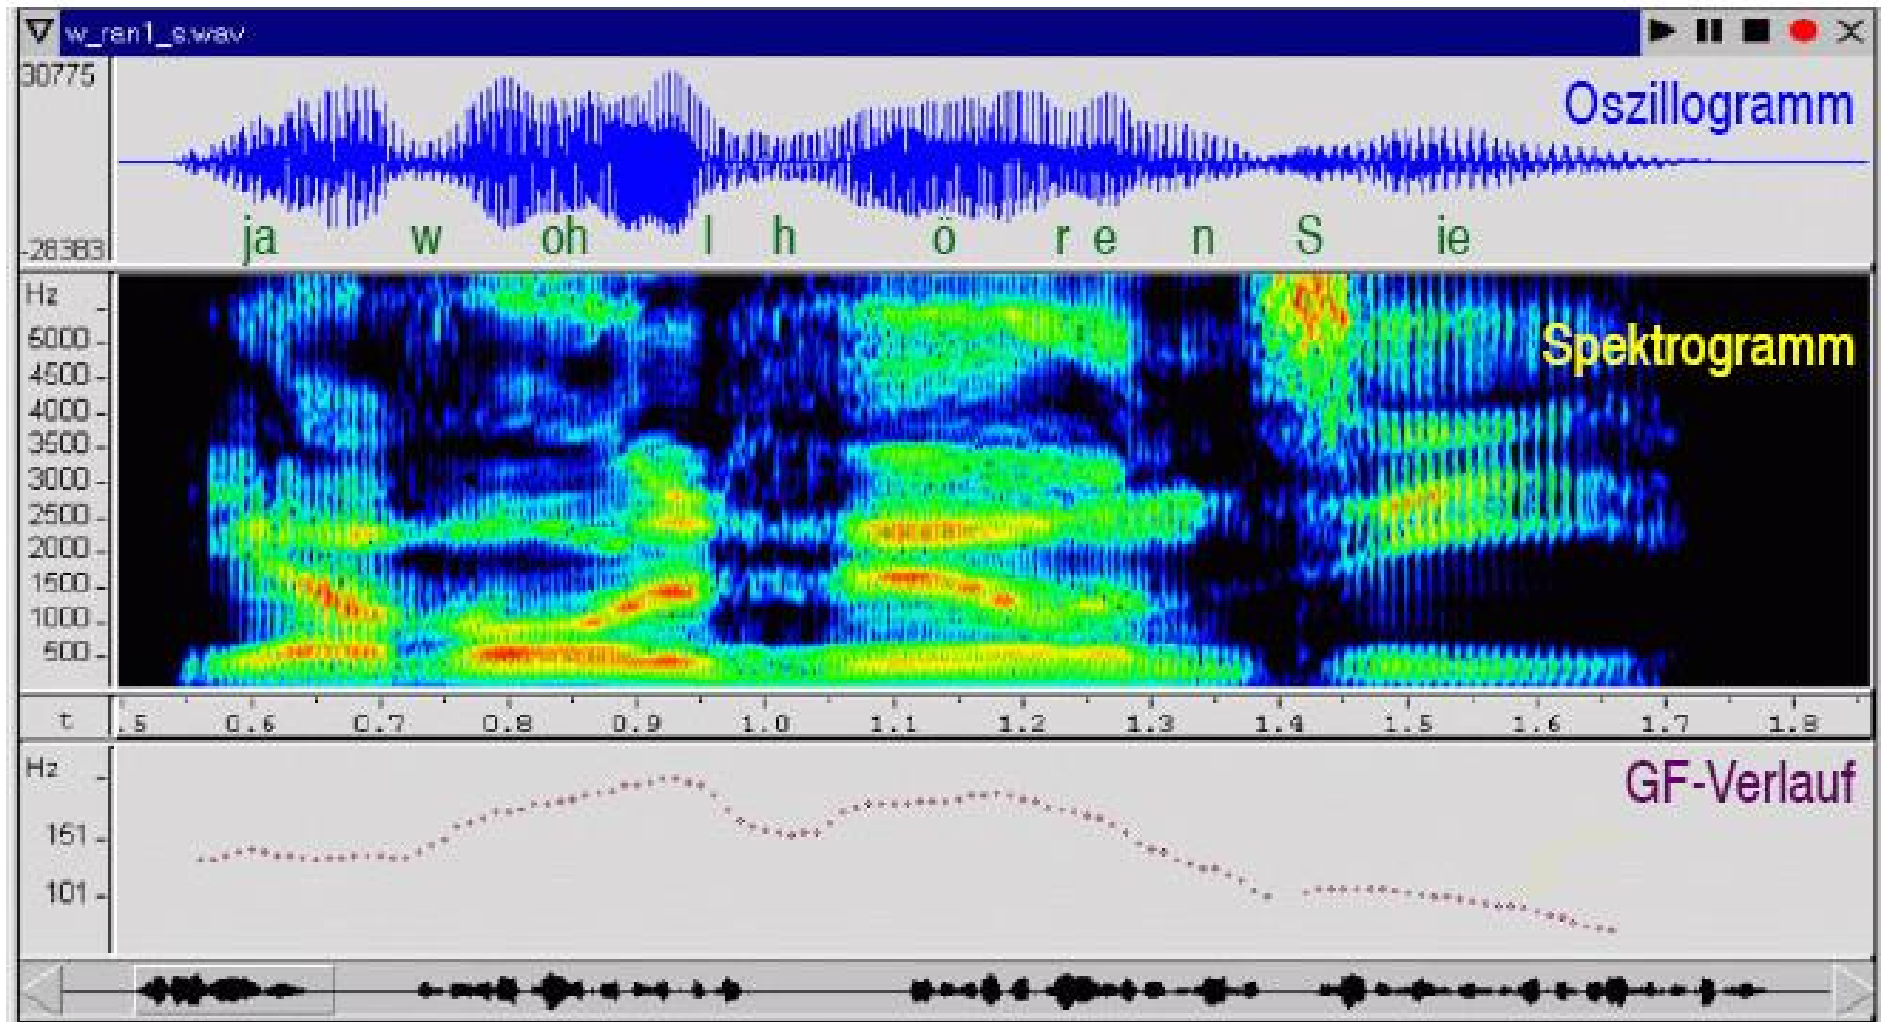 w_ran1_s.wav
30775
Oszillogramm
-28383
ja w oh l h ö r e n S ie
Hz
5000
Spektrogramm
4500
4000
3500
3000
2500
2000
1500
1000
500
t .5 0.6 0.7 0.8 0.9 1.0 1.1 1.2 1.3 1.4 1.5 1.6 1.7 1.8
Hz
GF-Verlauf
151
101